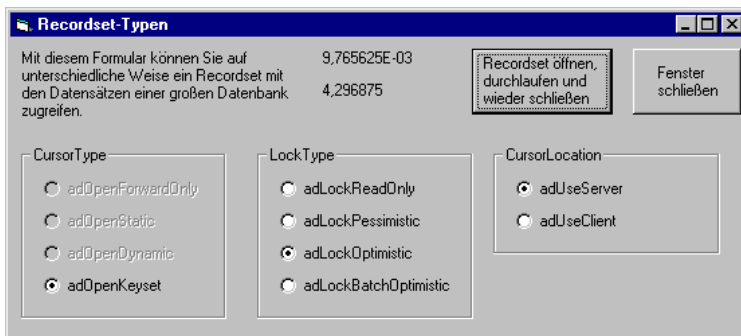 Recordset-Typen
Mit diesem Formular können Sie auf
unterschiedliche Weise ein Recordset mit
den Datensätzen einer großen Datenbank
zugreifen.
9,765625E-03
4,296875
Recordset öffnen,
durchlaufen und
wieder schließen
Fenster
schließen
CursorType
adOpenForwardOnly
adOpenStatic
adOpenDynamic
adOpenKeyset
LockType
adLockReadOnly
adLockPessimistic
adLockOptimistic
adLockBatchOptimistic
CursorLocation
adUseServer
adUseClient